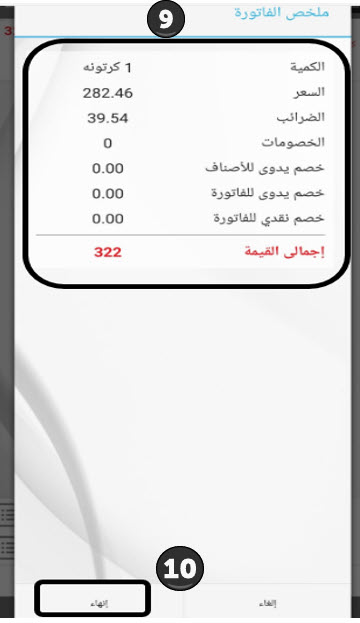 9
ملخص الفاتورة
الكمية 1 كرتونه
السعر 282.46
الضرائب 39.54
الخصومات 0
خصم يدوى للأصناف 0.00
خصم يدوى للفاتورة 0.00
خصم نقدي للفاتورة 0.00
إجمالى القيمة 322
10
إلغاء إنهاء